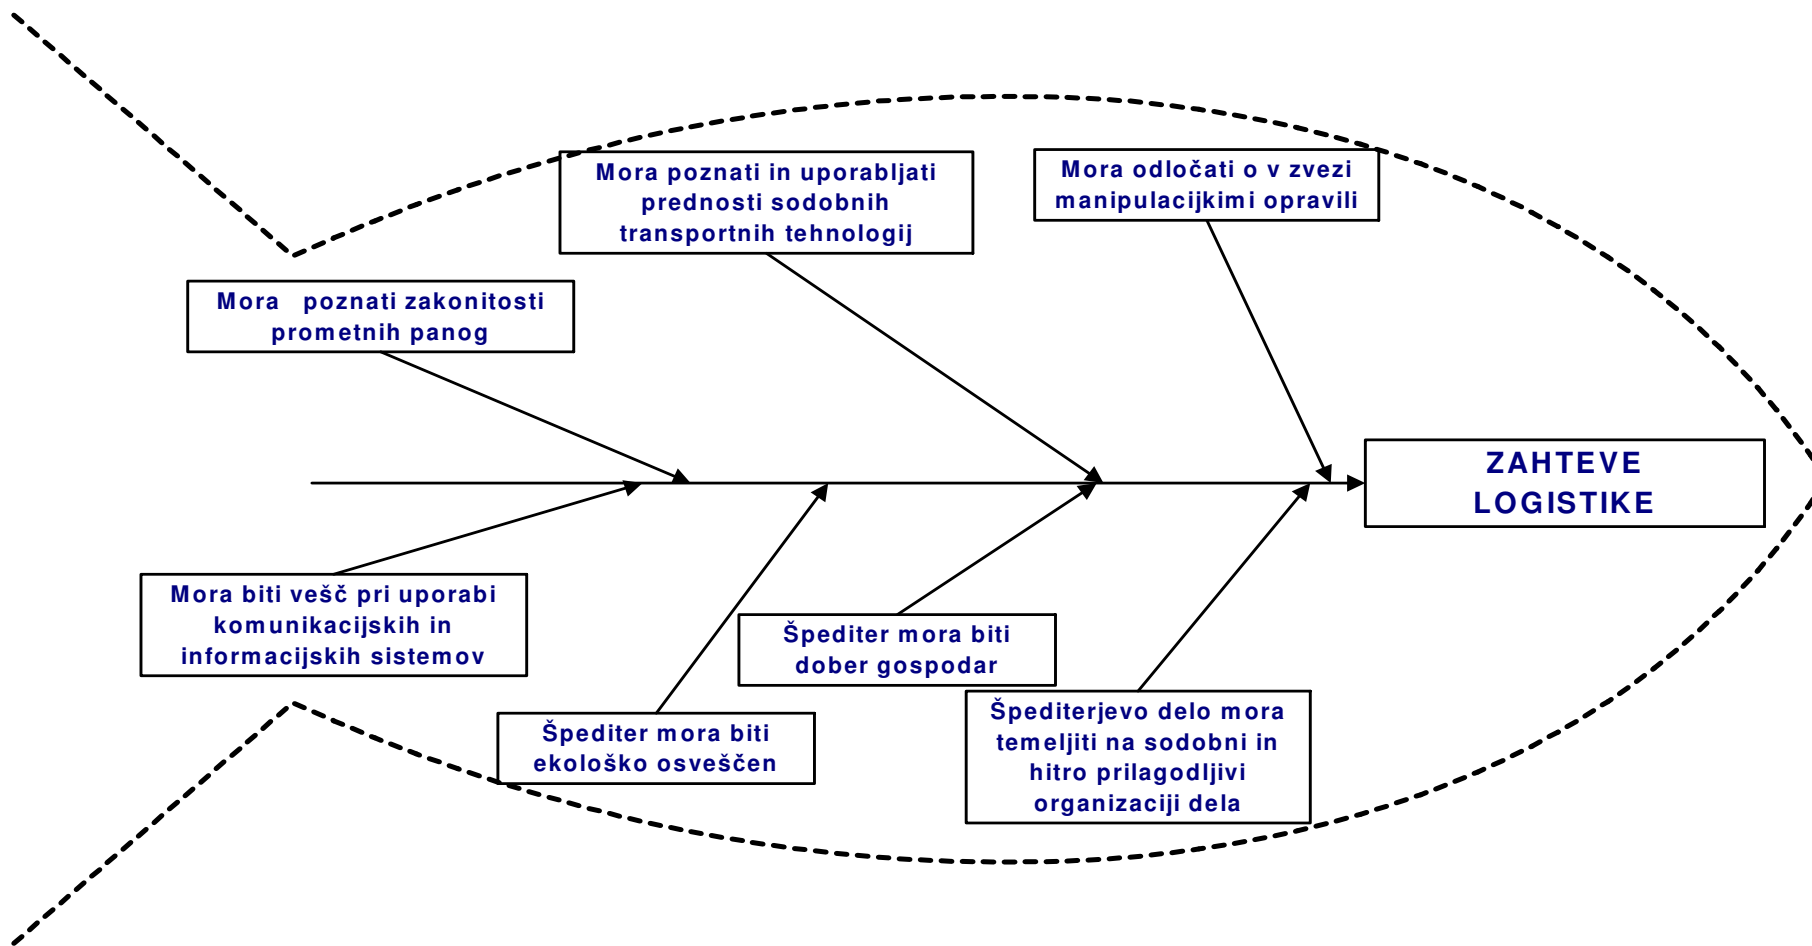 Mora poznati in uporabljati
prednosti sodobnih
transportnih tehnologij
Mora odločati o v zvezi
manipulacijkimi opravili
Mora poznati zakonitosti
prometnih panog
ZAHTEVE
LOGISTIKE
Mora biti vešč pri uporabi
komunikacijskih in
informacijskih sistemov
Špediter mora biti
dober gospodar
Špediter mora biti
ekološko osveščen
Špediterjevo delo mora
temeljiti na sodobni in
hitro prilagodljivi
organizaciji dela